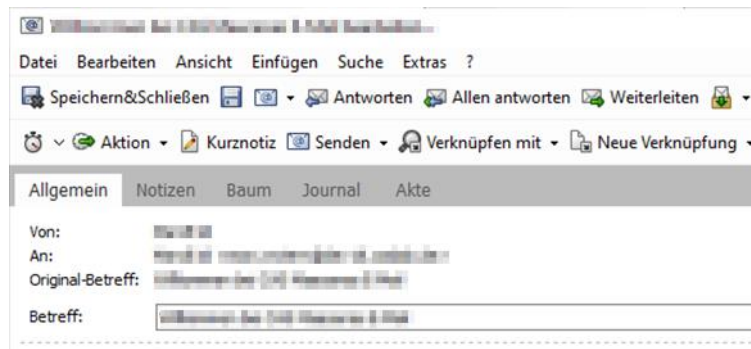 Datei Bearbeiten Ansicht Einfügen Suche Extras ?
Speichern&Schließen Antworten Allen antworten Weiterleiten
Aktion Kurznotiz Senden Verknüpfen mit Neue Verknüpfung
Allgemein Notizen Baum Journal Akte
Von:
An:
Original-Betreff:
Betreff: